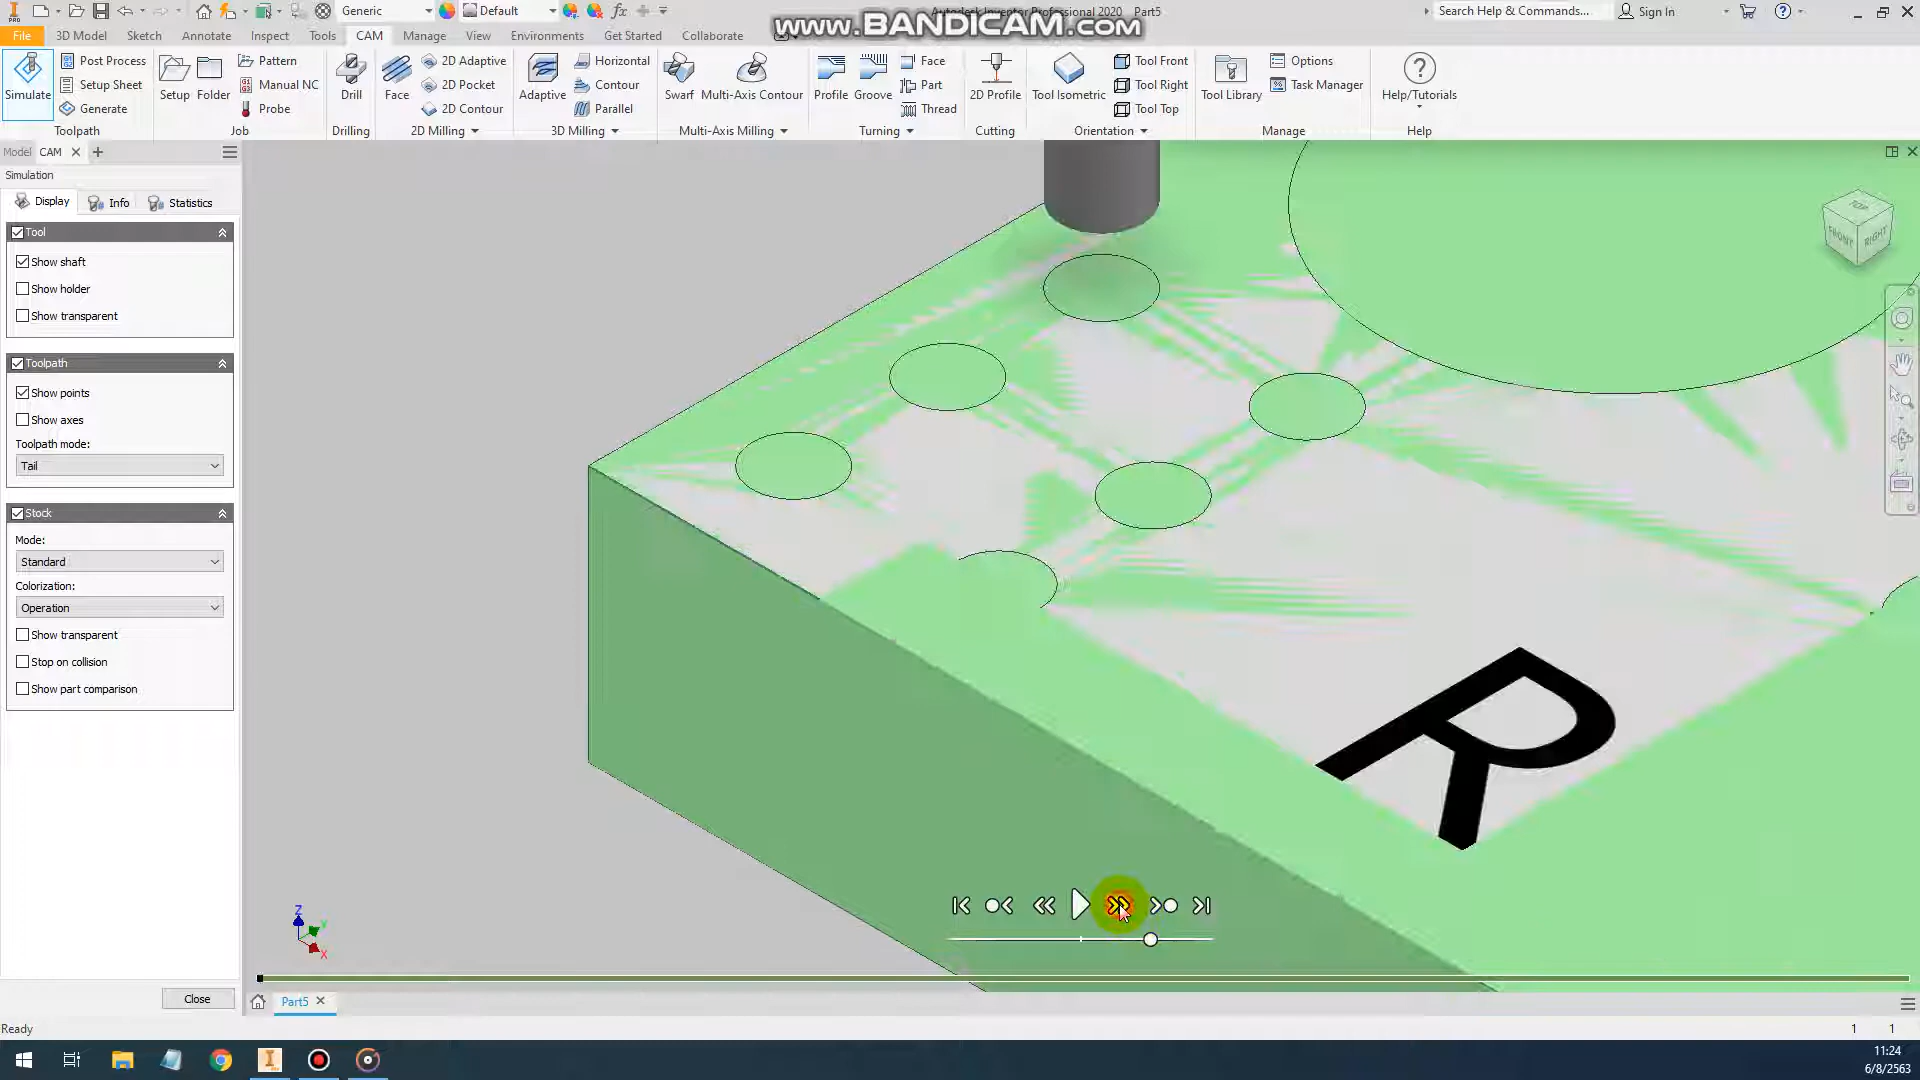 Generic
Default
Autodesk Inventor Professional 2020 Part5
www.BANDICAM.com
Search Help & Commands...
Sign In
File
3D Model
Sketch
Annotate
Inspect
Tools
CAM
Manage
View
Environments
Get Started
Collaborate
Simulate
Post Process
Setup Sheet
Generate
Toolpath
Setup
Folder
Pattern
Manual NC
Probe
Job
Drill
Drilling
Face
2D Adaptive
2D Pocket
2D Contour
2D Milling
Adaptive
Horizontal
Contour
Parallel
3D Milling
Swarf
Multi-Axis Contour
Multi-Axis Milling
Profile
Groove
Face
Part
Thread
Turning
2D Profile
Cutting
Tool Isometric
Tool Front
Tool Right
Tool Top
Orientation
Tool Library
Options
Task Manager
Manage
Help/Tutorials
Help
Model
CAM
Simulation
Display
Info
Statistics
Tool
Show shaft
Show holder
Show transparent
Toolpath
Show points
Show axes
Toolpath mode:
Tail
Stock
Mode:
Standard
Colorization:
Operation
Show transparent
Stop on collision
Show part comparison
Close
TOP
FRONT
RIGHT
R
Z
Y
X
Part5
Ready
1 1
11:24
6/8/2563